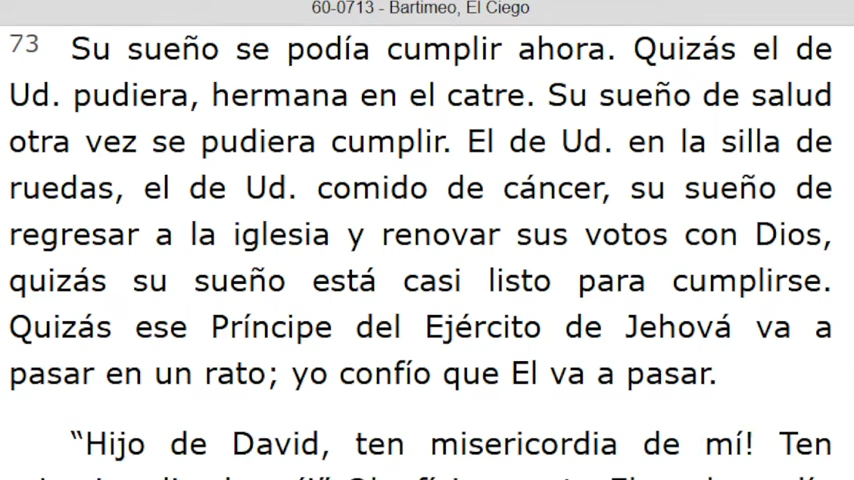 60-0713 - Bartimeo, El Ciego
73 Su sueño se podía cumplir ahora. Quizás el de
Ud. pudiera, hermana en el catre. Su sueño de salud
otra vez se pudiera cumplir. El de Ud. en la silla de
ruedas, el de Ud. comido de cáncer, su sueño de
regresar a la iglesia y renovar sus votos con Dios,
quizás su sueño está casi listo para cumplirse.
Quizás ese Príncipe del Ejército de Jehová va a
pasar en un rato; yo confío que El va a pasar.
“Hijo de David, ten misericordia de mí! Ten